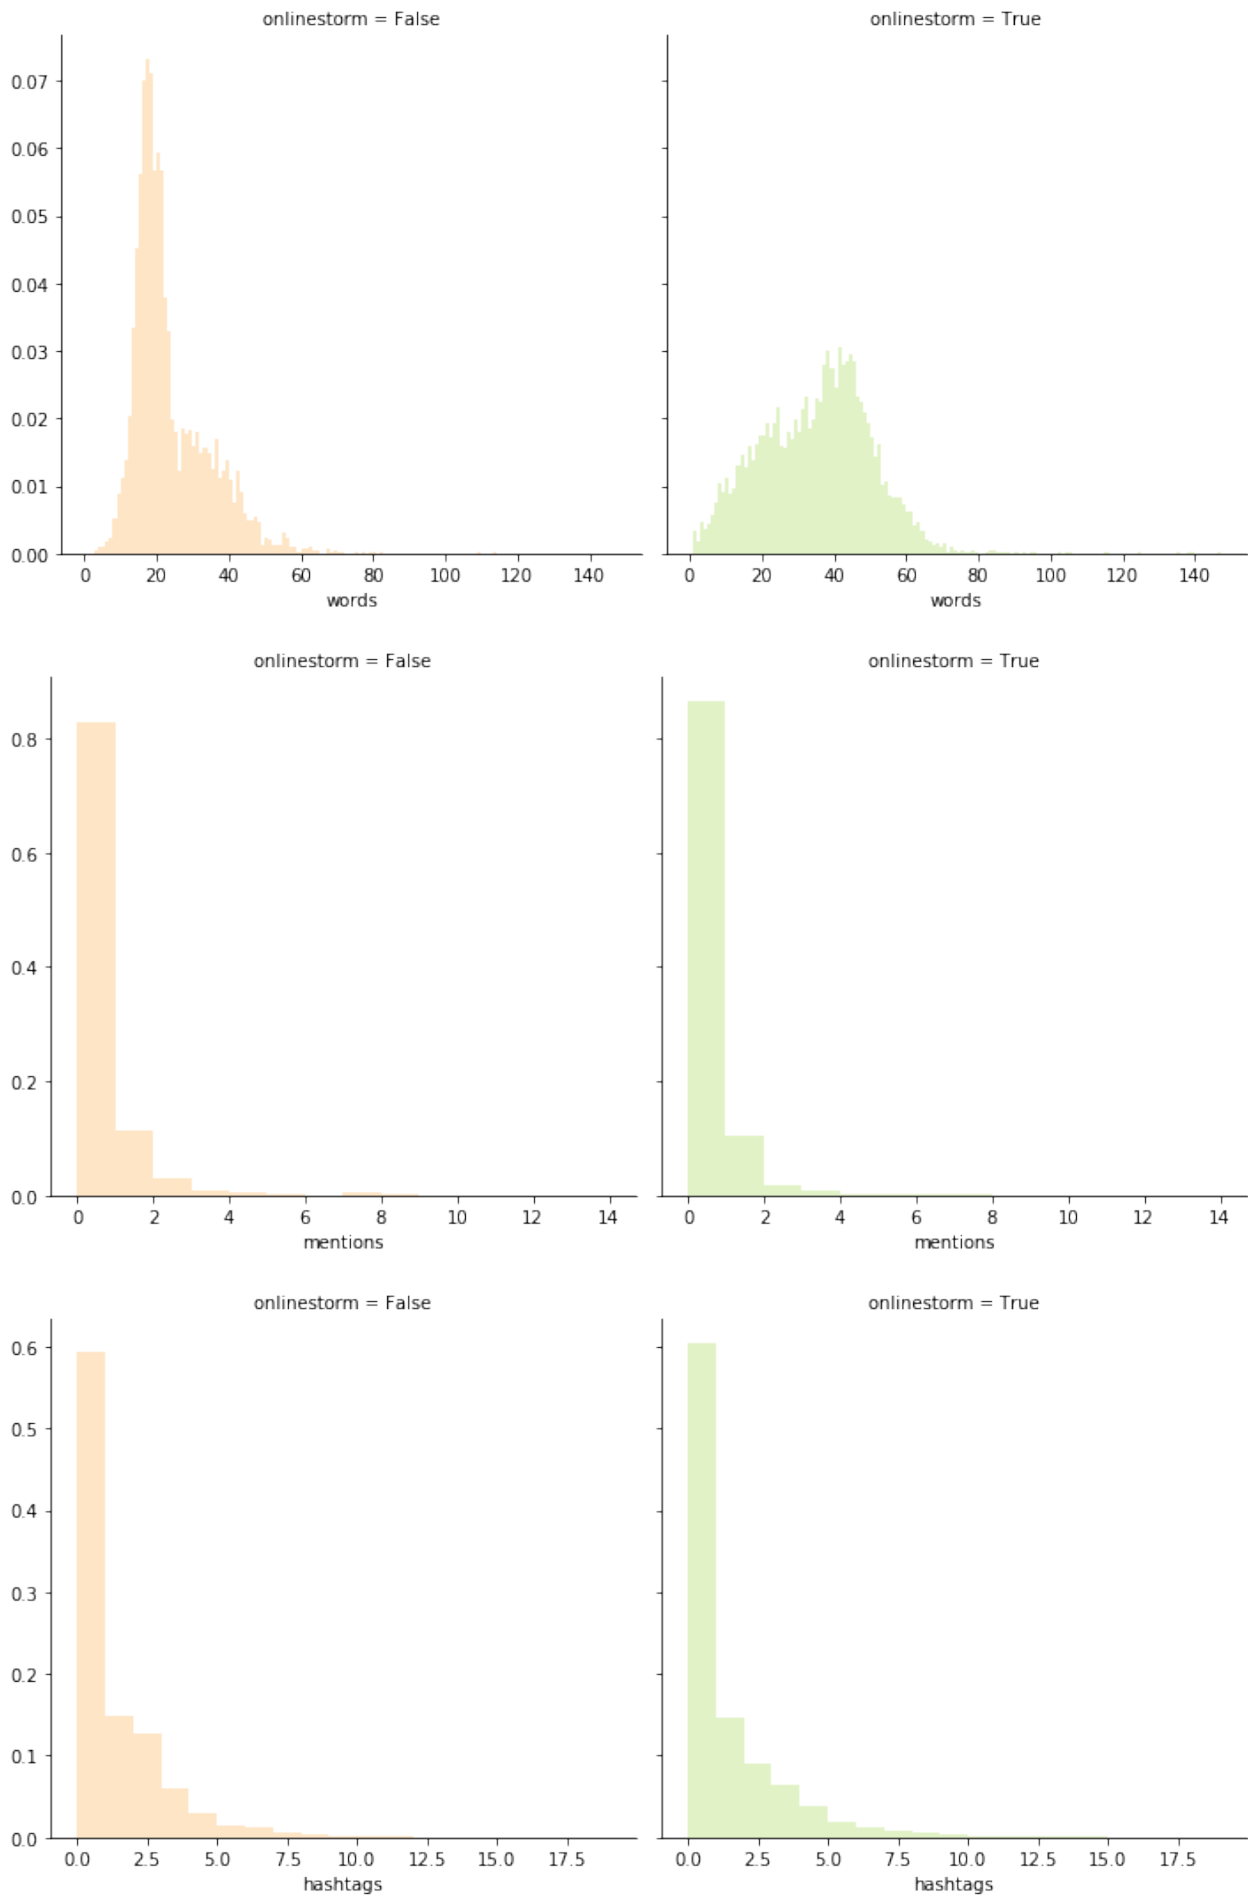 onlinestorm = False onlinestorm = True
0.07
0.06
0.05
0.04
0.03
0.02
0.01
0.00
0 20 40 60 80 100 120 140 0 20 40 60 80 100 120 140
words words
onlinestorm = False onlinestorm = True
0.8
0.6
0.4
0.2
0.0
0 2 4 6 8 10 12 14 0 2 4 6 8 10 12 14
mentions mentions
onlinestorm = False onlinestorm = True
0.6
0.5
0.4
0.3
0.2
0.1
0.0
0.0 2.5 5.0 7.5 10.0 12.5 15.0 17.5 0.0 2.5 5.0 7.5 10.0 12.5 15.0 17.5
hashtags hashtags